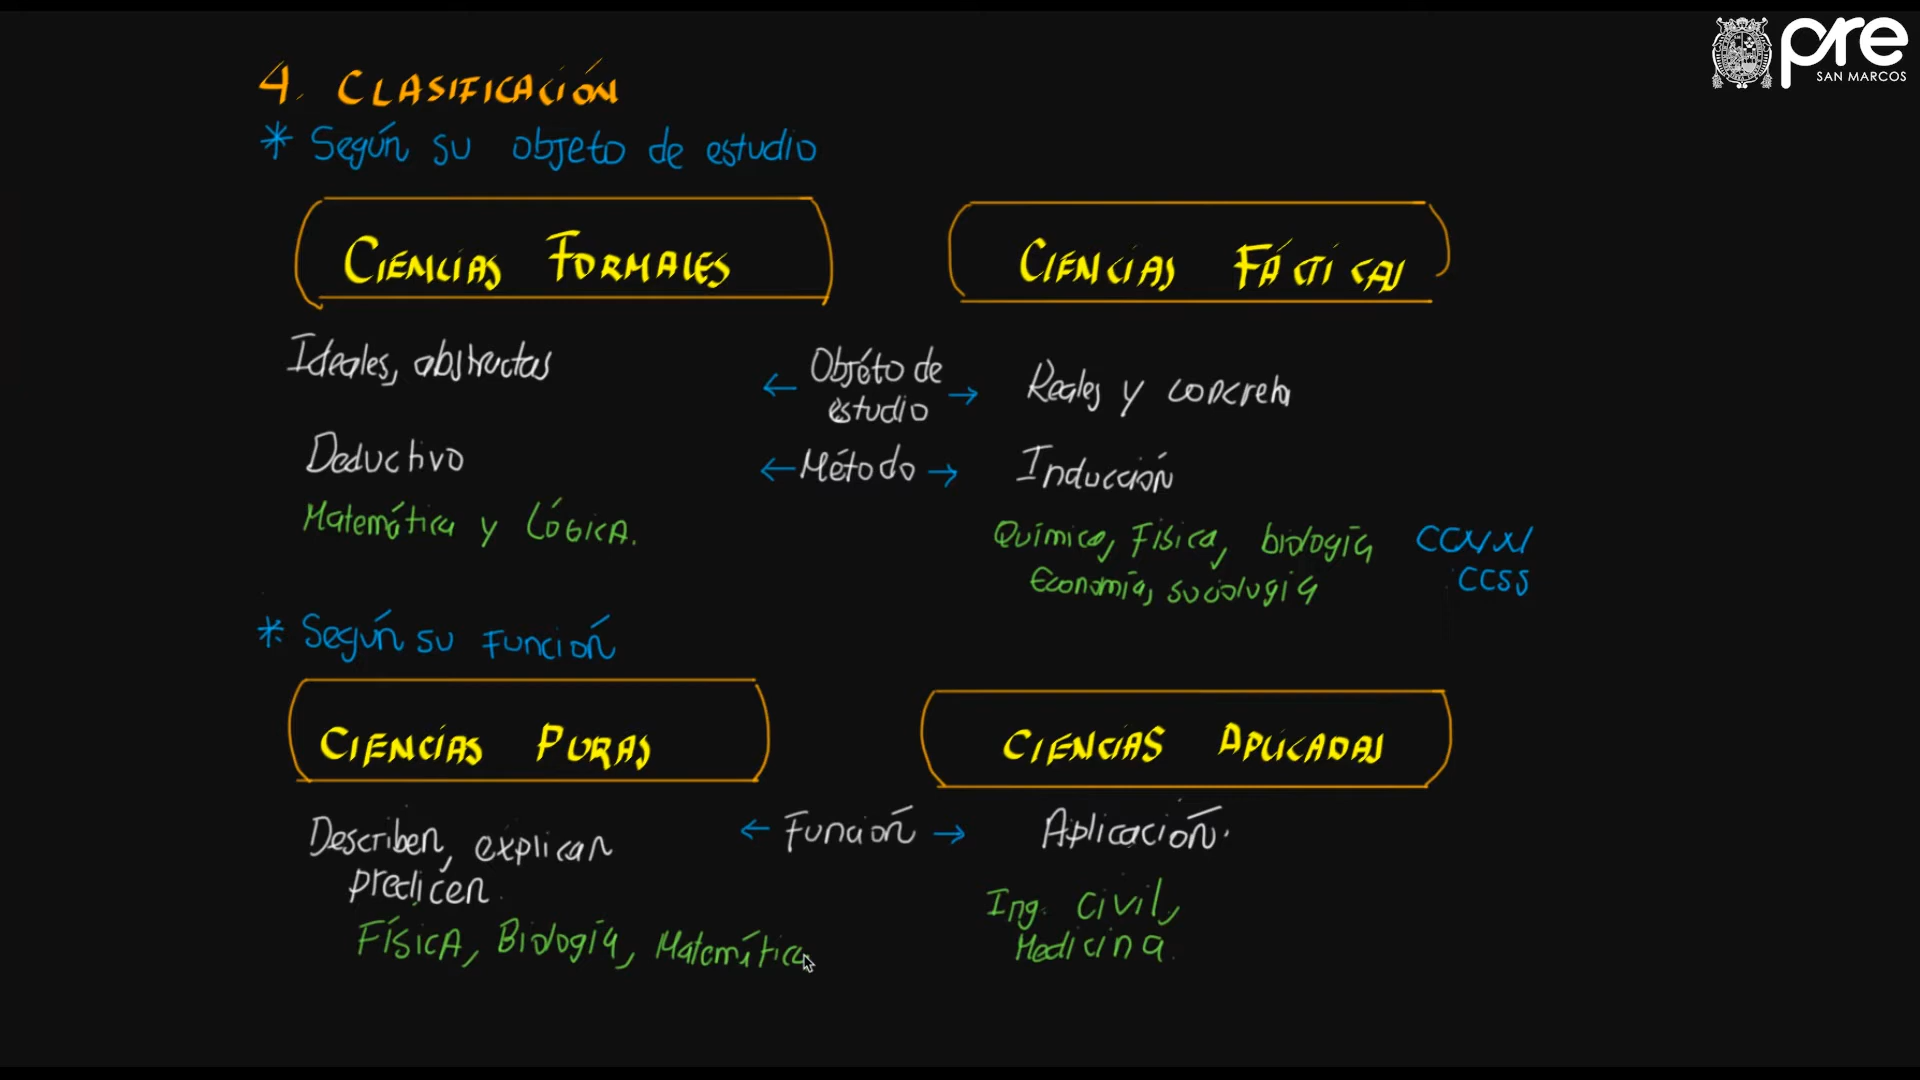 pre
SAN MARCOS
4. CLASIFICACIÓN
* Según su objeto de estudio
CIENCIAS FORMALES
CIENCIAS FÁCTICAS
Ideales, abstractas
← Objeto de estudio →
Reales y concreta
Deductivo
← Método →
Inducción
Matemática y LÓGICA.
Química, Física, biología
CCNN
Economía, sociología
CCSS
* Según su Función
CIENCIAS PURAS
CIENCIAS APLICADAS
Describen, explican
predicen
← Función →
Aplicación.
FÍSICA, Biología, Matemática
Ing. Civil,
Medicina.